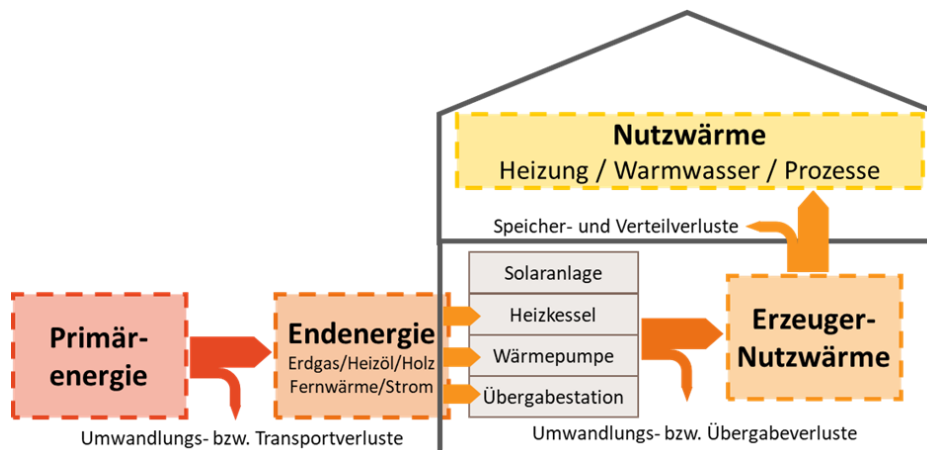 Nutzwärme
Heizung / Warmwasser / Prozesse
Speicher- und Verteilverluste
Primär-
energie
Endenergie
Erdgas/Heizöl/Holz
Fernwärme/Strom
Solaranlage
Heizkessel
Wärmepumpe
Übergabestation
Erzeuger-
Nutzwärme
Umwandlungs- bzw. Transportverluste
Umwandlungs- bzw. Übergabeverluste